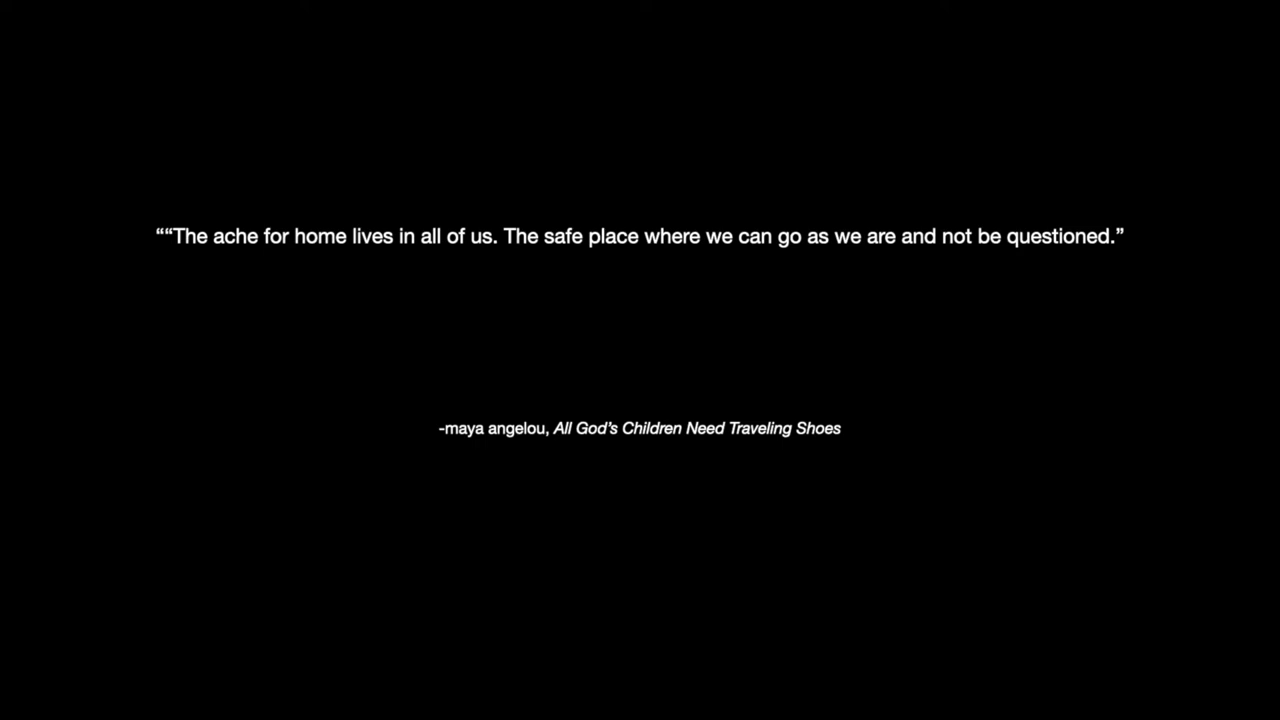 ““The ache for home lives in all of us. The safe place where we can go as we are and not be questioned.”
-maya angelou, All God’s Children Need Traveling Shoes